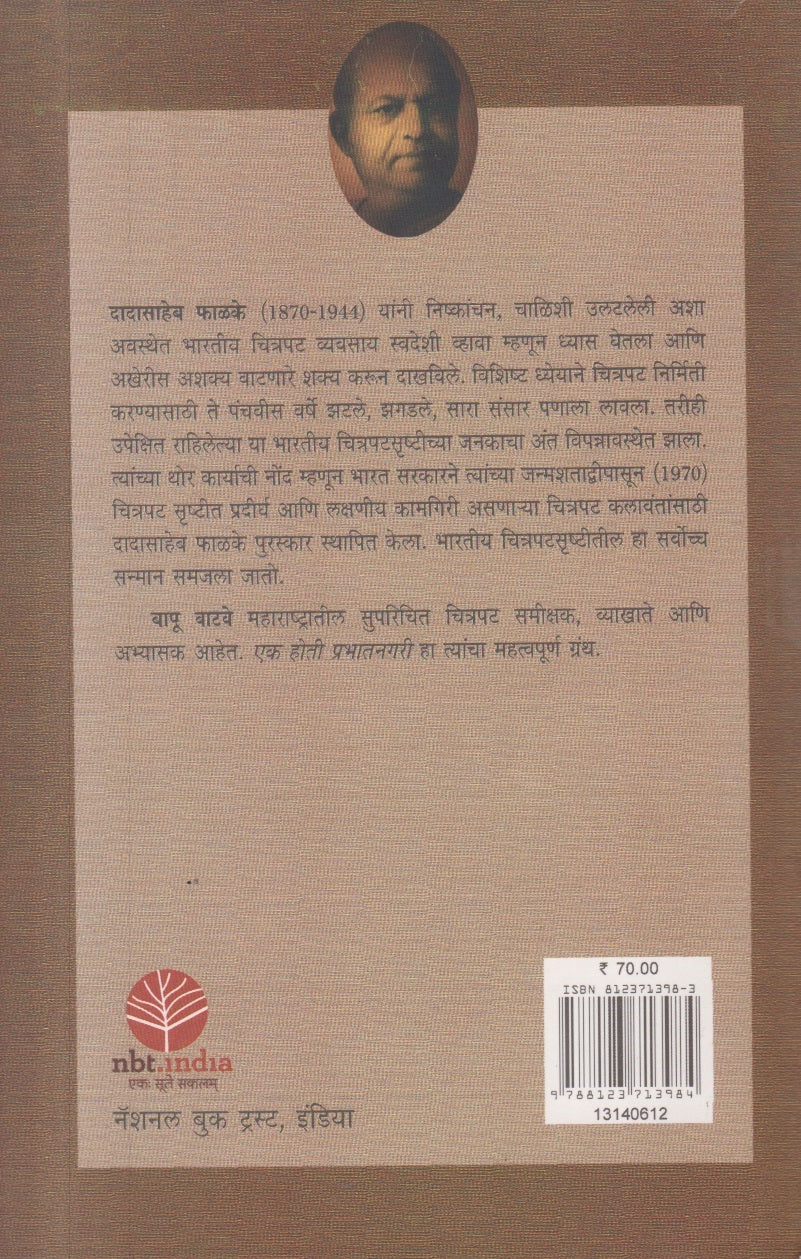 दादासाहेब फाळके (1870-1944) यांनी निष्कांचन, चाळिशी उलटलेली अशा
अवस्थेत भारतीय चित्रपट व्यवसाय स्वदेशी व्हावा म्हणून ध्यास घेतला आणि
अखेरीस अशक्य वाटणारे शक्य करून दाखविले. विशिष्ट ध्येयाने चित्रपट निर्मिती
करण्यासाठी ते पंचवीस वर्षे झटले, झगडले, सारा संसार पणाला लावला. तरीही
उपेक्षित राहिलेल्या या भारतीय चित्रपटसृष्टीच्या जनकाचा अंत विपन्नावस्थेत झाला.
त्यांच्या थोर कार्याची नोंद म्हणून भारत सरकारने त्यांच्या जन्मशताद्वीपासून (1970)
चित्रपट सृष्टीत प्रदीर्य आणि लक्षणीय कामगिरी असणाऱ्या चित्रपट कलावंतांसाठी
दादासाहेब फाळके पुरस्कार स्थापित केला. भारतीय चित्रपटसृष्टीतील हा सर्वोच्च
सन्मान समजला जातो.
बापू वाटवे महाराष्ट्रातील सुपरिचित चित्रपट समीक्षक, व्याखाते आणि
अभ्यासक आहेत. एक होती प्रभातनगरी हा त्यांचा महत्वपूर्ण ग्रंथ.
₹ 70.00
ISBN 812371398-3
9 788123 713984
13140612
nbt.india
एकः सूते सकलम्
नॅशनल बुक ट्रस्ट, इंडिया